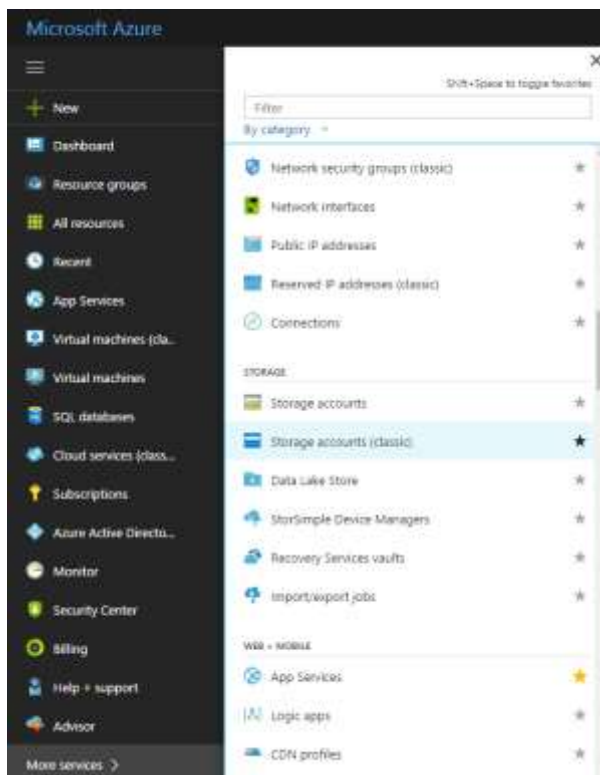 Microsoft Azure
New
Dashboard
Resource groups
All resources
Recent
App Services
Virtual machines (cla...
Virtual machines
SQL databases
Cloud services (class...
Subscriptions
Azure Active Directo...
Monitor
Security Center
Billing
Help + support
Advisor
More services >
Shift+Space to toggle favorites
Filter
By category
Network security groups (classic)
Network interfaces
Public IP addresses
Reserved IP addresses (classic)
Connections
STORAGE
Storage accounts
Storage accounts (classic)
Data Lake Store
StorSimple Device Managers
Recovery Services vaults
Import/export jobs
WEB + MOBILE
App Services
Logic apps
CDN profiles